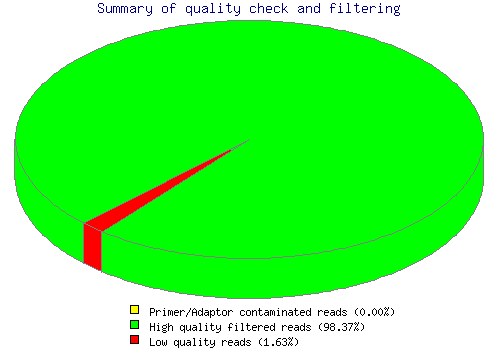 Summary of quality check and filtering
Primer/Adaptor contaminated reads (0.00%)
High quality filtered reads (98.37%)
Low quality reads (1.63%)